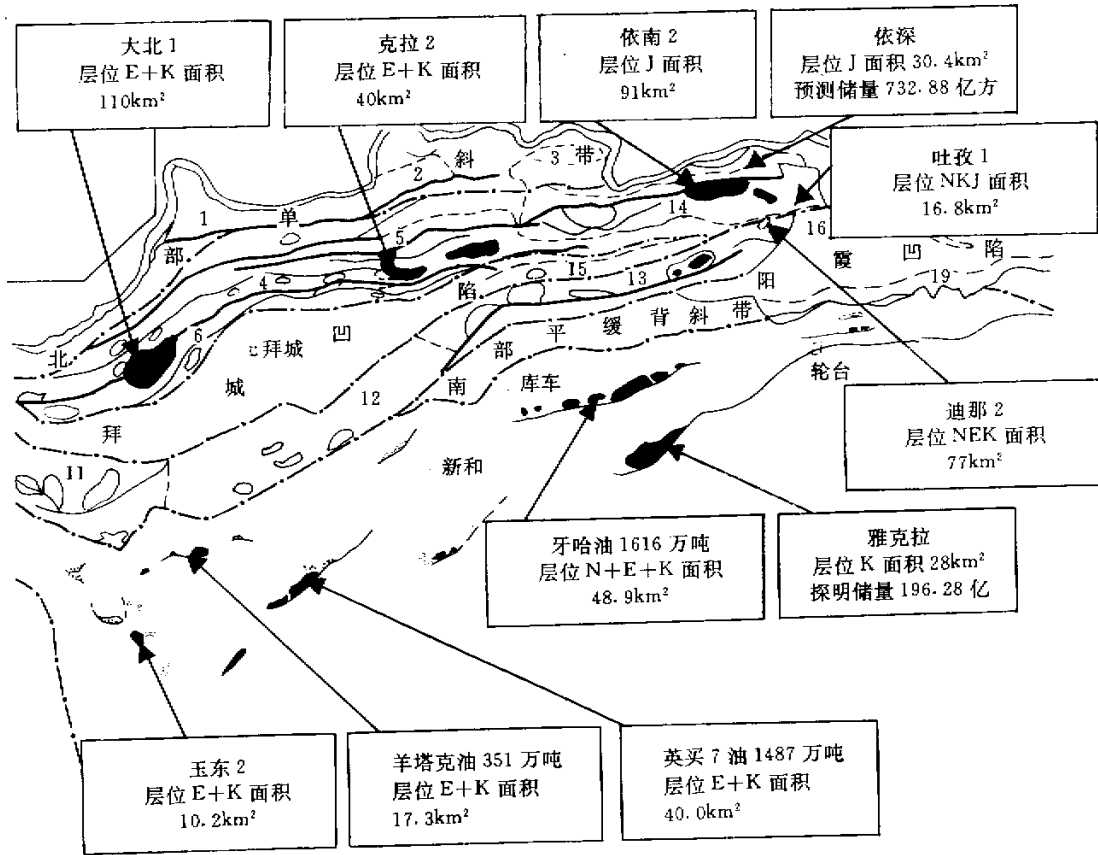 大北 1
层位 E+K 面积
110km²
克拉 2
层位 E+K 面积
40km²
依南 2
层位 J 面积
91km²
依深
层位 J 面积 30.4km²
预测储量 732.88 亿方
吐孜 1
层位 NKJ 面积
16.8km²
1
单
2
斜
3
带
部
5
14
16
4
15
13
霞
凹
陷
19
北
6
陷
阳
拜城
凹
部
平
缓
背
斜
带
城
12
南
库车
轮台
拜
11
新和
迪那 2
层位 NEK 面积
77km²
牙哈油 1616 万吨
层位 N+E+K 面积
48.9km²
雅克拉
层位 K 面积 28km²
探明储量 196.28 亿
玉东 2
层位 E+K 面积
10.2km²
羊塔克油 351 万吨
层位 E+K 面积
17.3km²
英买 7 油 1487 万吨
层位 E+K 面积
40.0km²